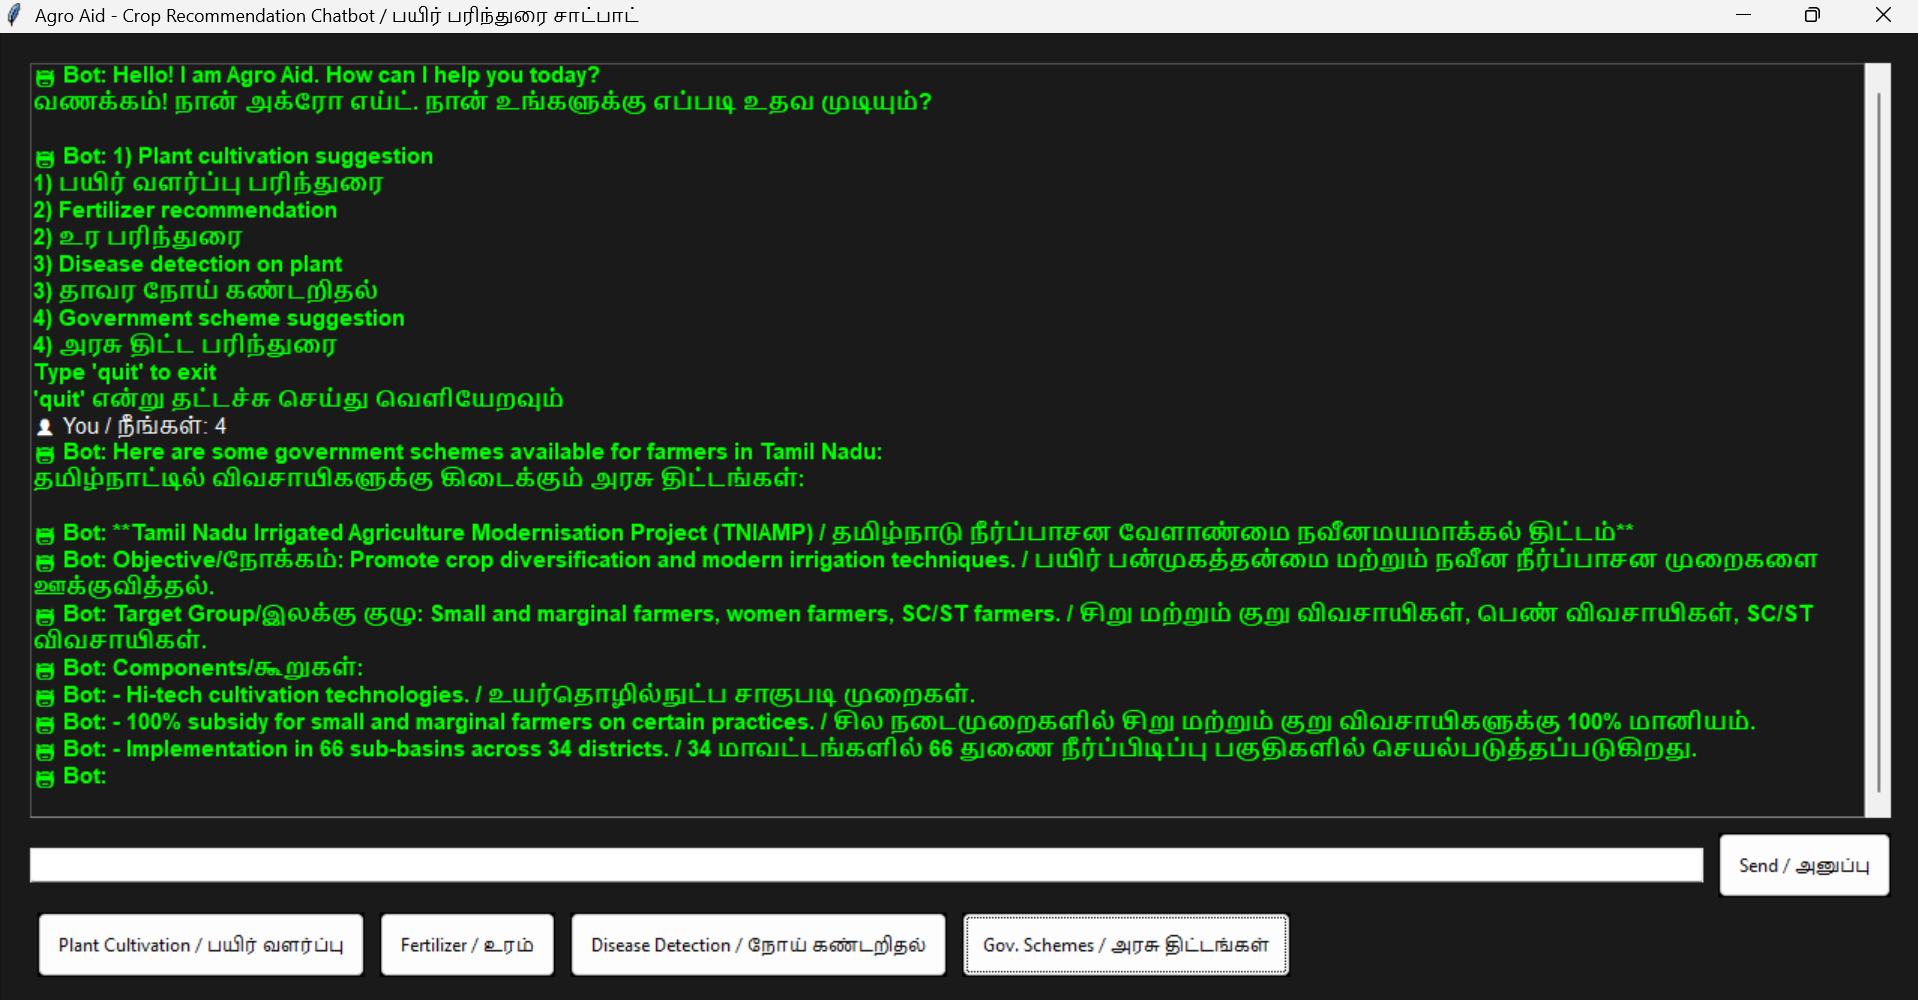 Agro Aid - Crop Recommendation Chatbot / பயிர் பரிந்துரை சாட்பாட்
Bot: Hello! I am Agro Aid. How can I help you today?
வணக்கம்! நான் அக்ரோ எய்ட். நான் உங்களுக்கு எப்படி உதவ முடியும்?
Bot: 1) Plant cultivation suggestion
1) பயிர் வளர்ப்பு பரிந்துரை
2) Fertilizer recommendation
2) உர பரிந்துரை
3) Disease detection on plant
3) தாவர நோய் கண்டறிதல்
4) Government scheme suggestion
4) அரசு திட்ட பரிந்துரை
Type 'quit' to exit
'quit' என்று தட்டச்சு செய்து வெளியேறவும்
You / நீங்கள்: 4
Bot: Here are some government schemes available for farmers in Tamil Nadu:
தமிழ்நாட்டில் விவசாயிகளுக்கு கிடைக்கும் அரசு திட்டங்கள்:
Bot: **Tamil Nadu Irrigated Agriculture Modernisation Project (TNIAMP) / தமிழ்நாடு நீர்ப்பாசன வேளாண்மை நவீனமயமாக்கல் திட்டம்**
Bot: Objective/நோக்கம்: Promote crop diversification and modern irrigation techniques. / பயிர் பன்முகத்தன்மை மற்றும் நவீன நீர்ப்பாசன முறைகளை
ஊக்குவித்தல்.
Bot: Target Group/இலக்கு குழு: Small and marginal farmers, women farmers, SC/ST farmers. / சிறு மற்றும் குறு விவசாயிகள், பெண் விவசாயிகள், SC/ST
விவசாயிகள்.
Bot: Components/கூறுகள்:
Bot: - Hi-tech cultivation technologies. / உயர்தொழில்நுட்ப சாகுபடி முறைகள்.
Bot: - 100% subsidy for small and marginal farmers on certain practices. / சில நடைமுறைகளில் சிறு மற்றும் குறு விவசாயிகளுக்கு 100% மானியம்.
Bot: - Implementation in 66 sub-basins across 34 districts. / 34 மாவட்டங்களில் 66 துணை நீர்ப்பிடிப்பு பகுதிகளில் செயல்படுத்தப்படுகிறது.
Bot:
Send / அனுப்பு
Plant Cultivation / பயிர் வளர்ப்பு
Fertilizer / உரம்
Disease Detection / நோய் கண்டறிதல்
Gov. Schemes / அரசு திட்டங்கள்